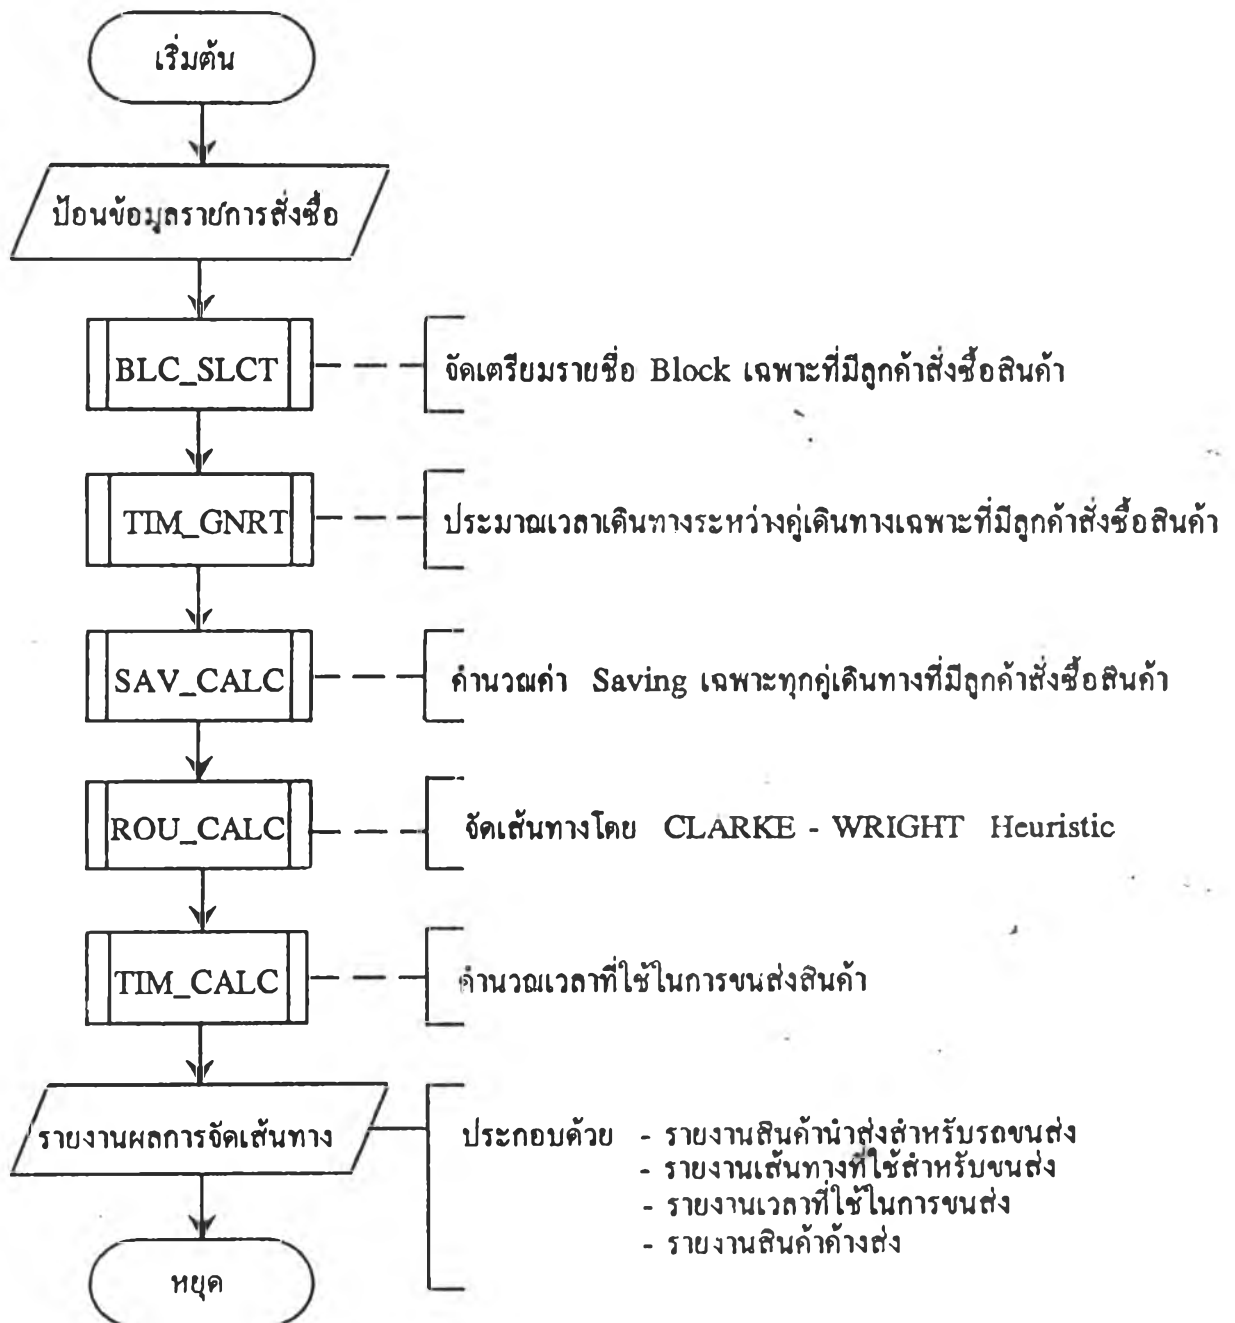 เริ่มต้น
ป้อนข้อมูลรายการสั่งซื้อ
BLC_SLCT
จัดเตรียมรายชื่อ Block เฉพาะที่มีลูกค้าสั่งซื้อสินค้า
TIM_GNRT
ประมาณเวลาเดินทางระหว่างคู่เดินทางเฉพาะที่มีลูกค้าสั่งซื้อสินค้า
SAV_CALC
คำนวณค่า Saving เฉพาะทุกคู่เดินทางที่มีลูกค้าสั่งซื้อสินค้า
ROU_CALC
จัดเส้นทางโดย CLARKE - WRIGHT Heuristic
TIM_CALC
คำนวณเวลาที่ใช้ในการขนส่งสินค้า
รายงานผลการจัดเส้นทาง
ประกอบด้วย - รายงานสินค้านำส่งสำหรับรถขนส่ง
- รายงานเส้นทางที่ใช้สำหรับขนส่ง
- รายงานเวลาที่ใช้ในการขนส่ง
- รายงานสินค้าค้างส่ง
หยุด